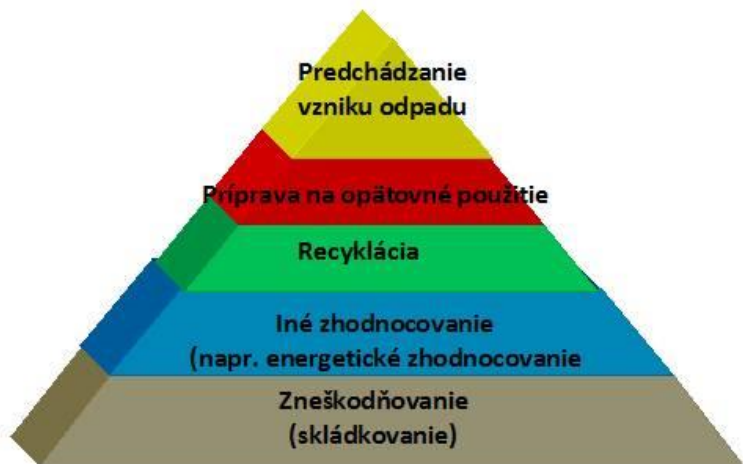 Predchádzanie
vzniku odpadu
Príprava na opätovné použitie
Recyklácia
Iné zhodnocovanie
(napr. energetické zhodnocovanie
Zneškodňovanie
(skládkovanie)